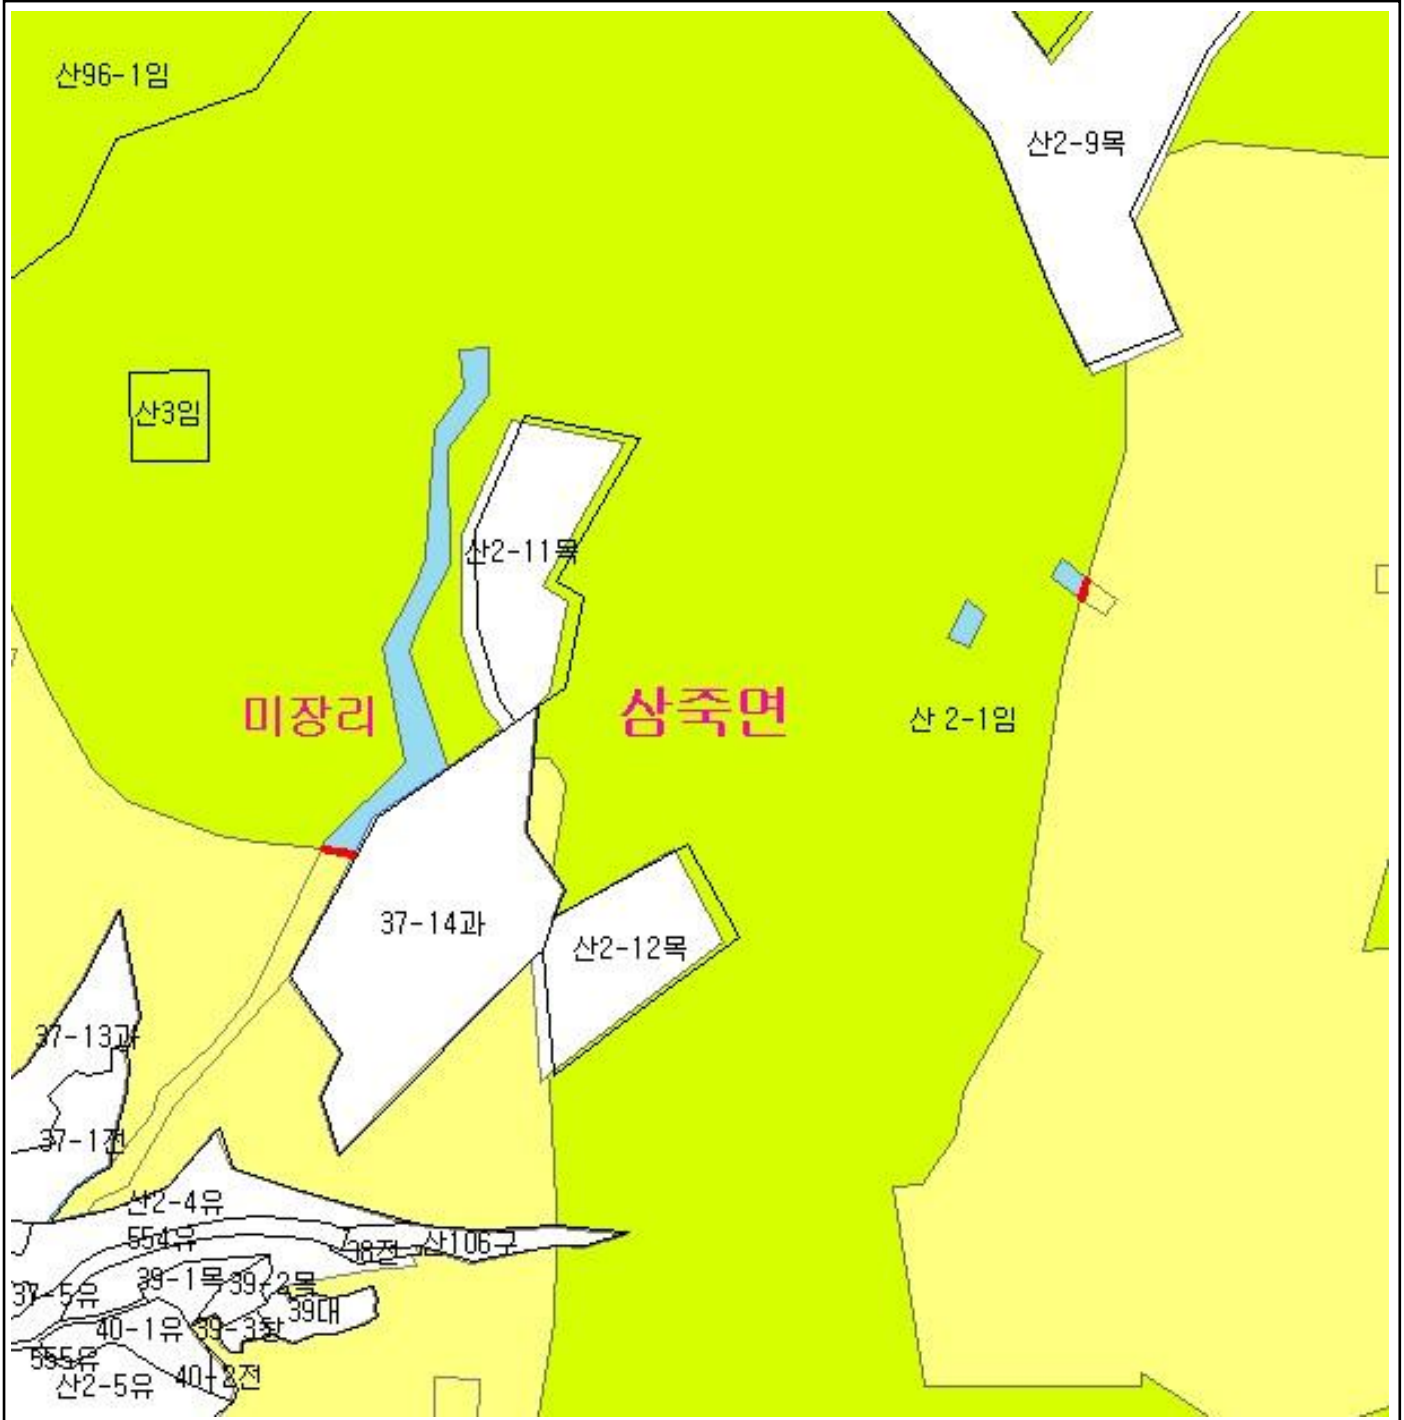 산96-1임
산2-9목
산3임
산2-11목
미장리
삼죽면
산 2-1임
37-14과
산2-12목
37-13과
37-1전
산2-4유
554유
38전
산106구
39-1목
39-2목
37-5유
39대
40-1유
39-3창
555유
40-2전
산2-5유